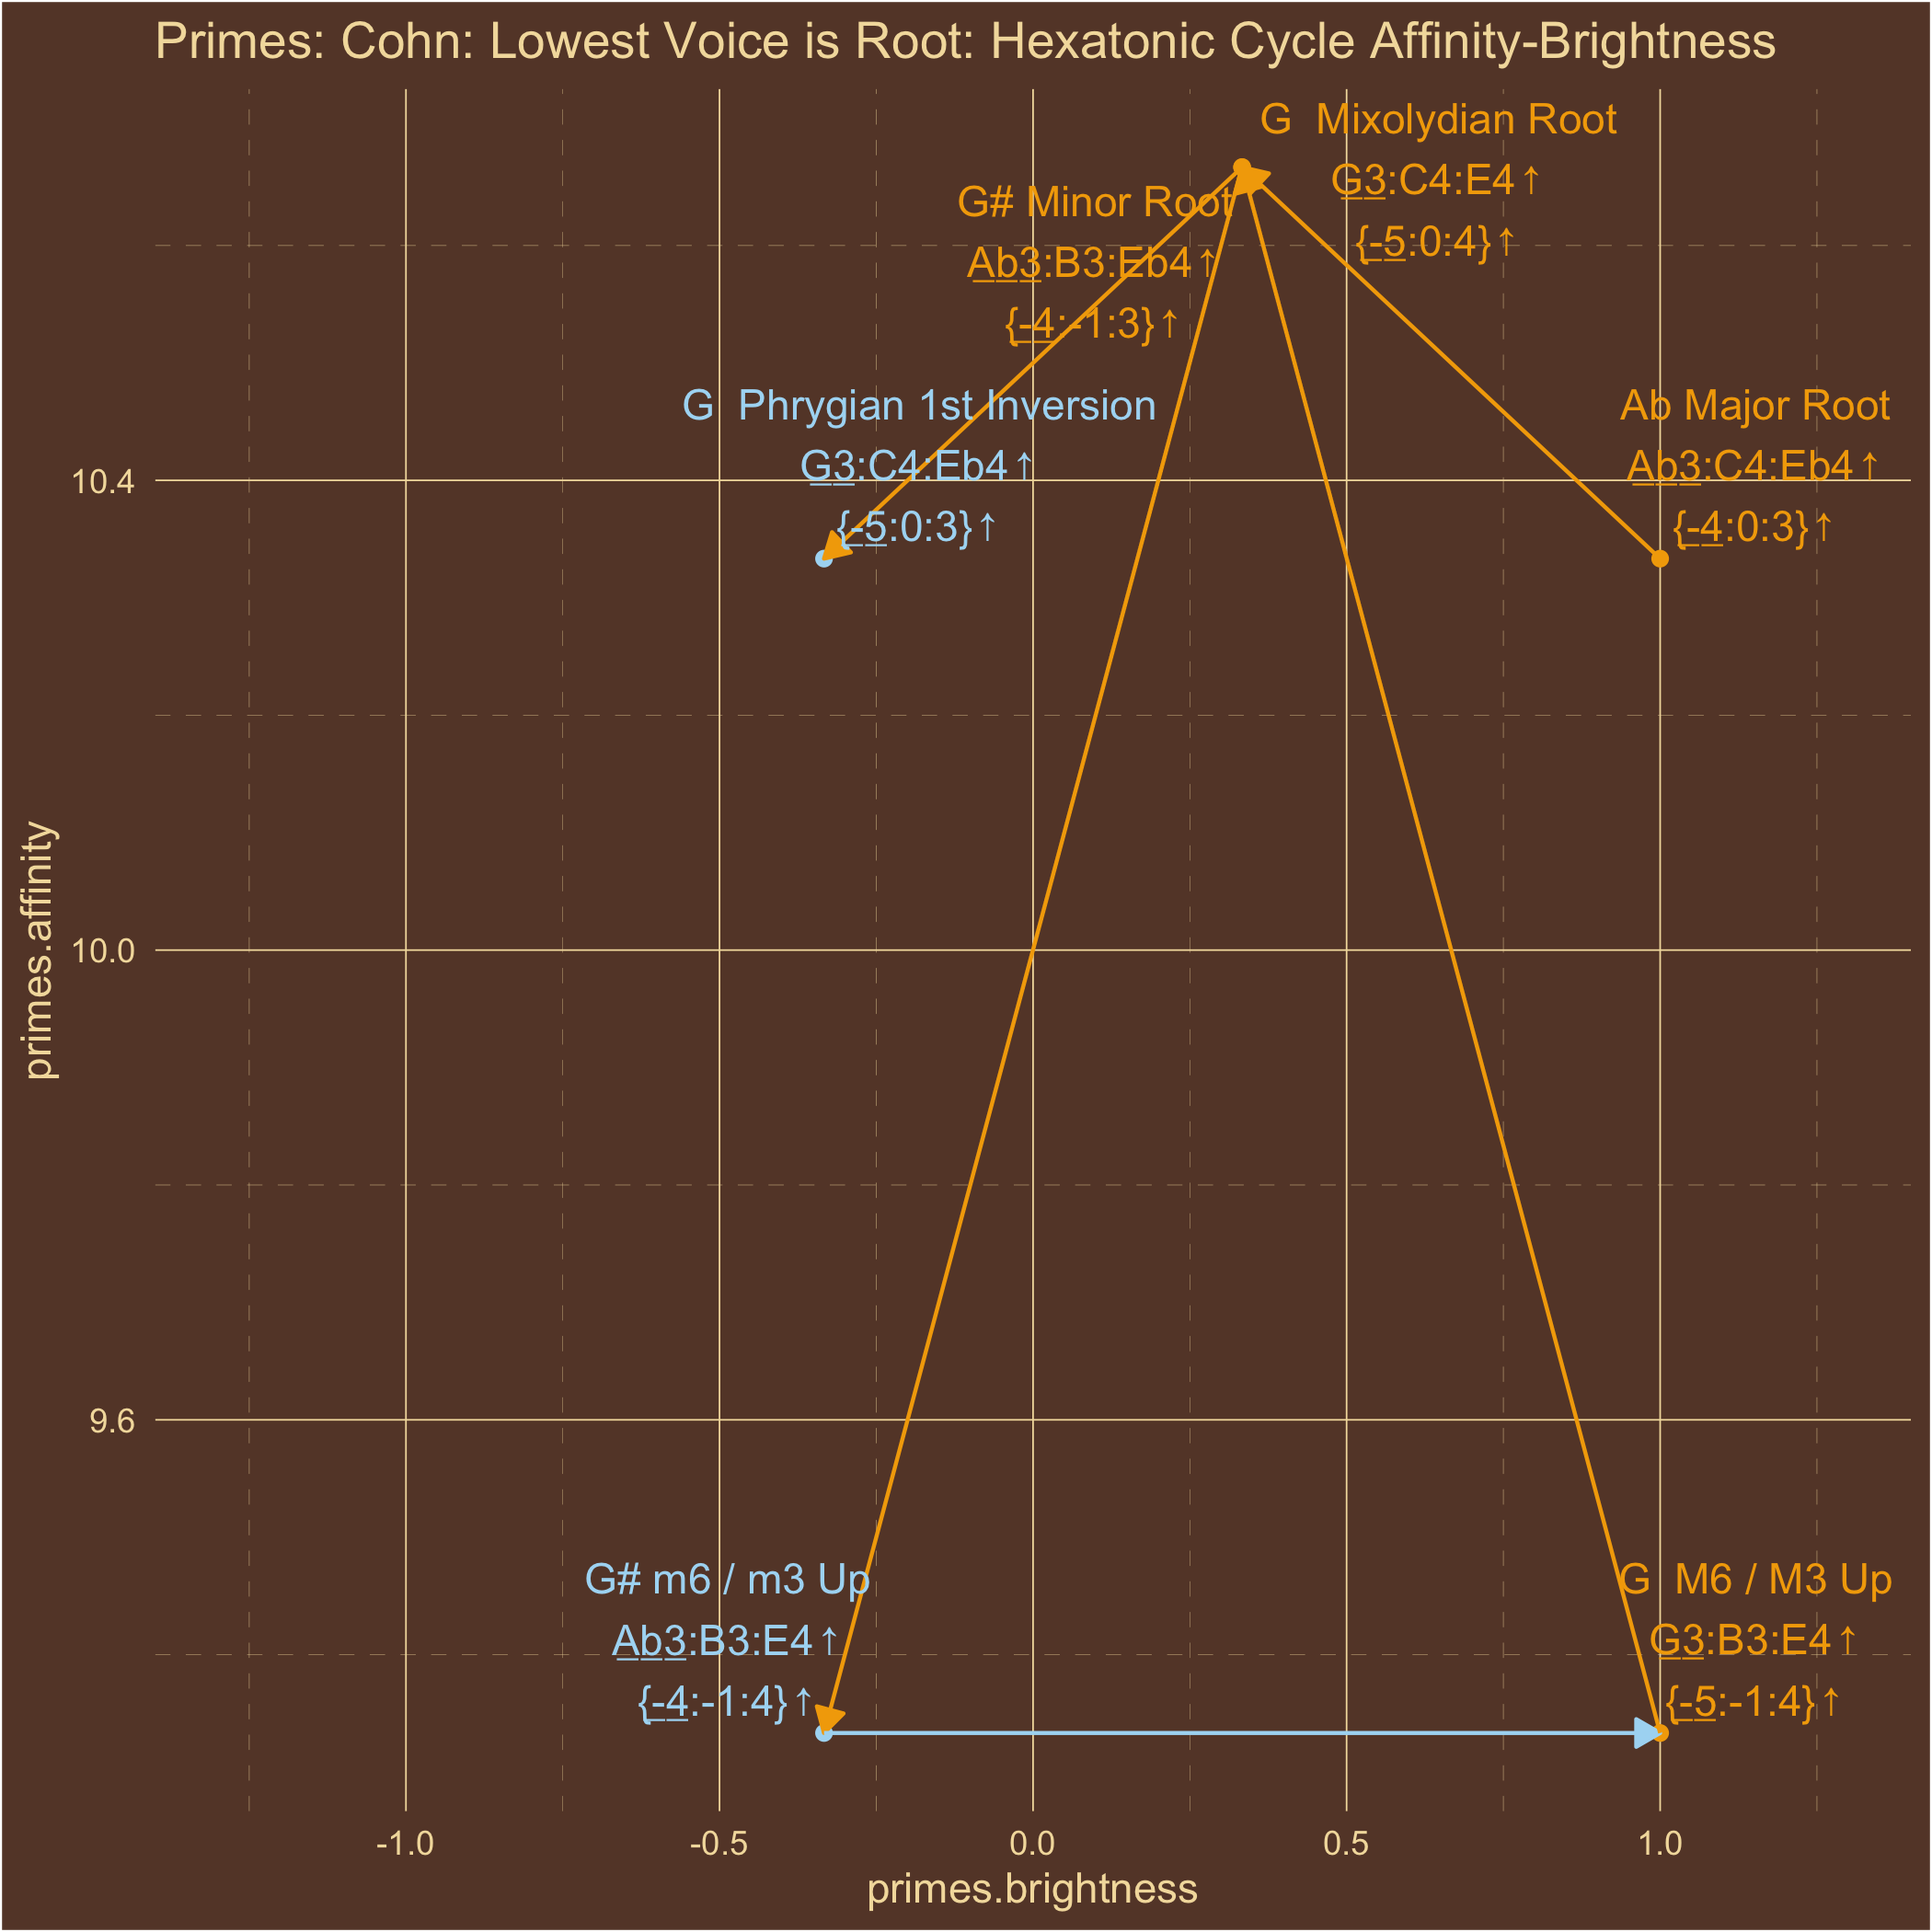 Primes: Cohn: Lowest Voice is Root: Hexatonic Cycle Affinity-Brightness
G  Mixolydian Root
G3:C4:E4↑
{-5:0:4}↑
G# Minor Root
Ab3:B3:Eb4↑
{-4:-1:3}↑
G  Phrygian 1st Inversion
G3:C4:Eb4↑
{-5:0:3}↑
Ab Major Root
Ab3:C4:Eb4↑
{-4:0:3}↑
G# m6 / m3 Up
Ab3:B3:E4↑
{-4:-1:4}↑
G  M6 / M3 Up
G3:B3:E4↑
{-5:-1:4}↑
primes.affinity
10.4
10.0
9.6
-1.0
-0.5
0.0
0.5
1.0
primes.brightness